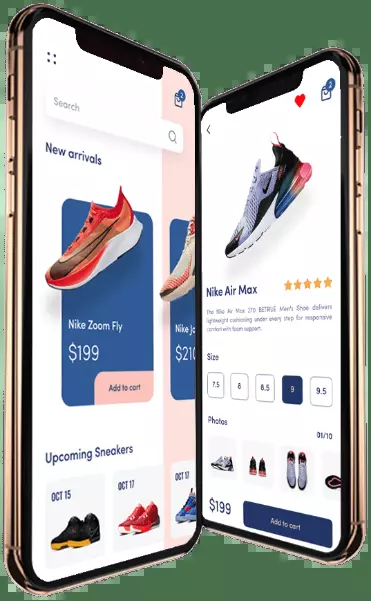 2
Search
New arrivals
Nike Zoom Fly
$199
Add to cart
Nike Jo
$210
Upcoming Sneakers
OCT 15
OCT 17
OCT
2
Nike Air Max
The Nike Air Max 270 BETRUE Men's Shoe delivers
lightweight cushioning under every step for responsive
comfort with foam support.
Size
7.5
8
8.5
9
9.5
Photos
01/10
$199
Add to cart